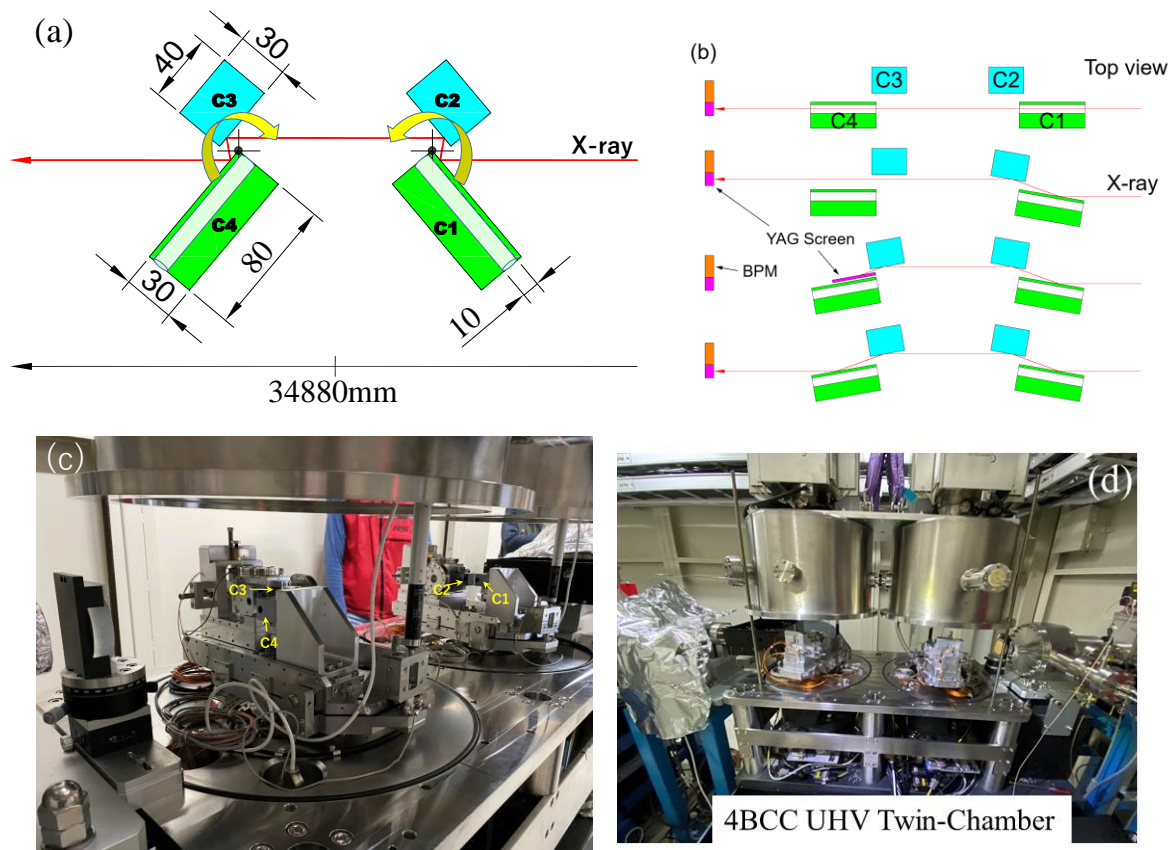 (a)
30
40
C3
C2
X-ray
C4
C1
80
30
10
34880mm
(b)
Top view
C3
C2
C4
C1
X-ray
YAG Screen
BPM
(c)
C3
C4
C2
C1
(d)
4BCC UHV Twin-Chamber